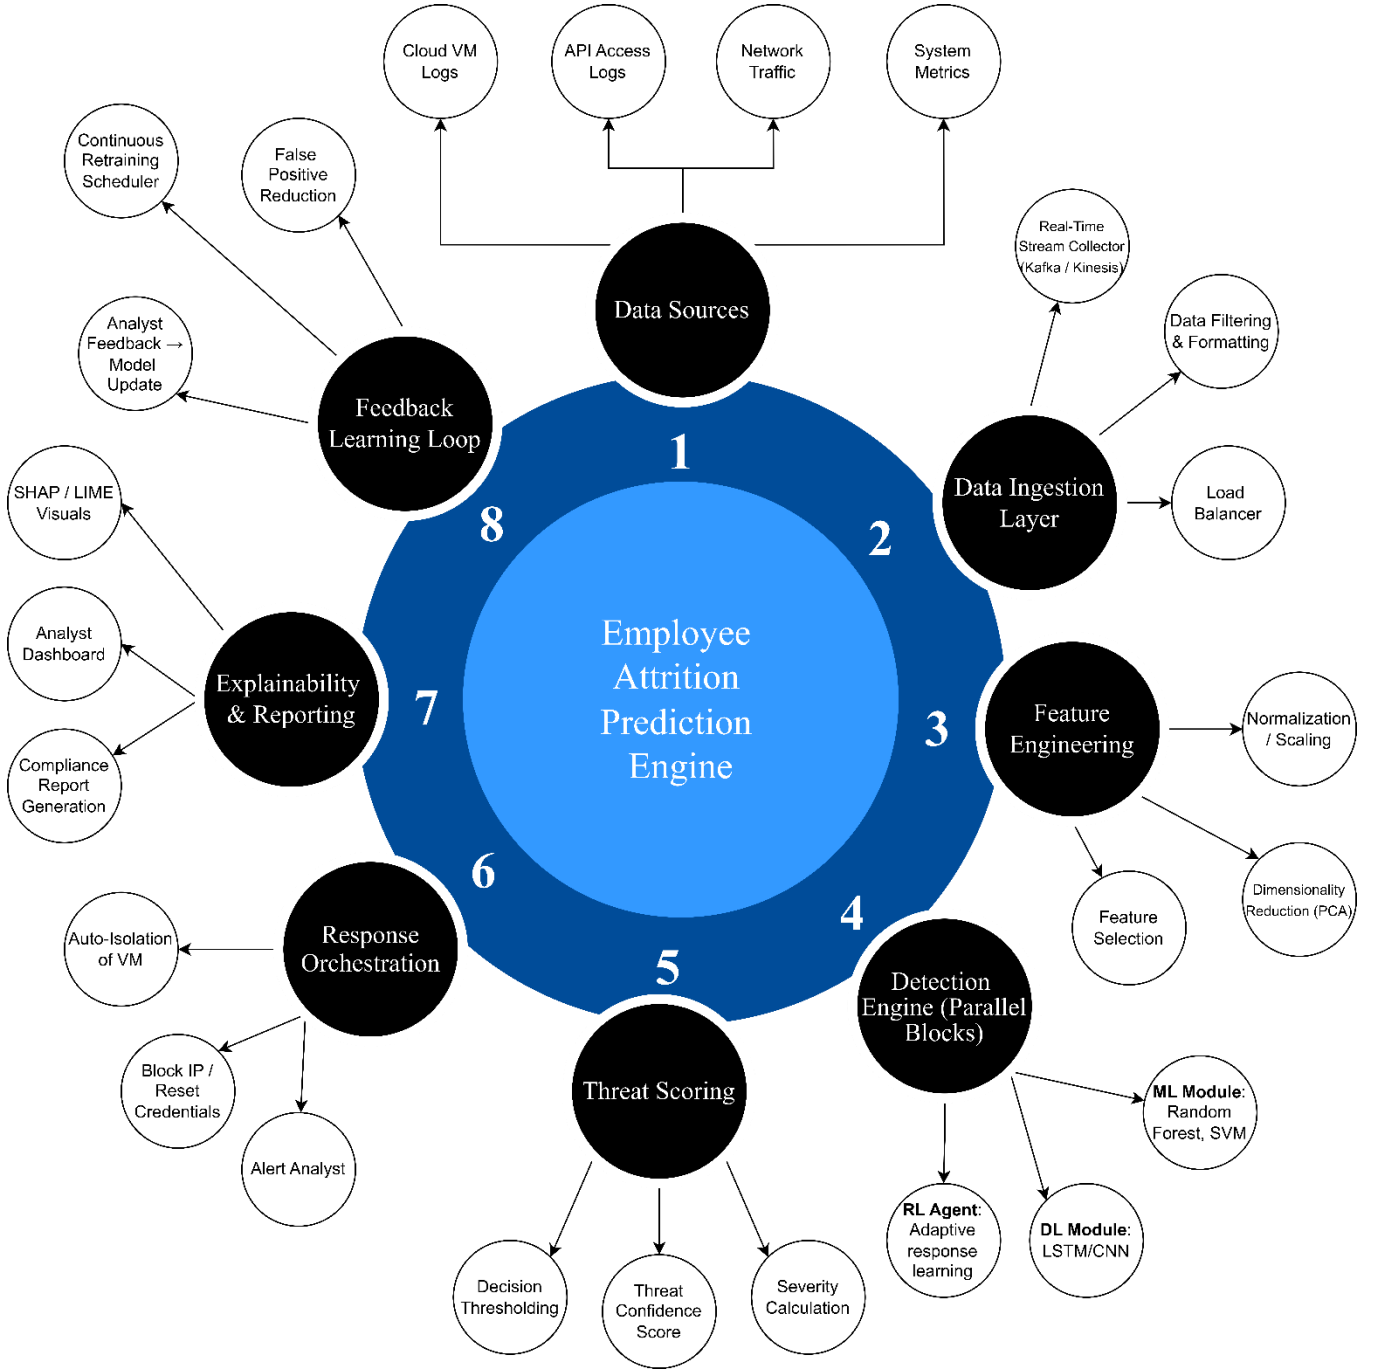 Cloud VM
Logs
API Access
Logs
Network
Traffic
System
Metrics
Data Sources
1
Real-Time
Stream Collector
(Kafka / Kinesis)
Data Filtering
& Formatting
Load
Balancer
Data Ingestion
Layer
2
Feature
Engineering
3
Normalization
/ Scaling
Dimensionality
Reduction (PCA)
Feature
Selection
Detection
Engine (Parallel
Blocks)
4
ML Module:
Random
Forest, SVM
DL Module:
LSTM/CNN
RL Agent:
Adaptive
response
learning
Threat Scoring
5
Severity
Calculation
Threat
Confidence
Score
Decision
Thresholding
Response
Orchestration
6
Auto-Isolation
of VM
Block IP /
Reset
Credentials
Alert Analyst
Explainability
& Reporting
7
SHAP / LIME
Visuals
Analyst
Dashboard
Compliance
Report
Generation
Feedback
Learning Loop
8
Continuous
Retraining
Scheduler
False
Positive
Reduction
Analyst
Feedback →
Model
Update
Employee
Attrition
Prediction
Engine